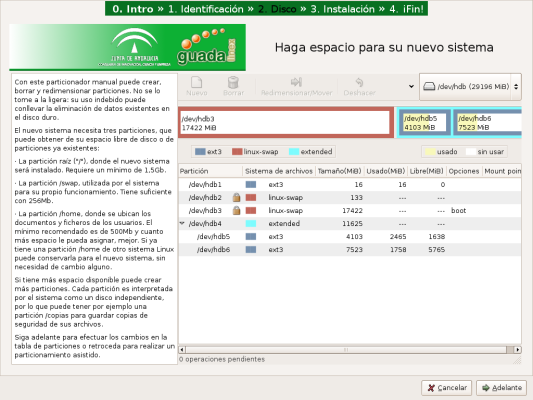 0. Intro » 1. Identificación » 2. Disco » 3. Instalación » 4. ¡Fin!
JUNTA DE ANDALUCIA
guada
Haga espacio para su nuevo sistema
Con este particionador manual puede crear,
borrar y redimensionar particiones. No se lo
tome a la ligera: su uso indebido puede
conllevar la eliminación de datos existentes en
el disco duro.
El nuevo sistema necesita tres particiones, que
puede obtener de su espacio libre de disco o de
particiones ya existentes:
· La partición raíz ("/"), donde el nuevo sistema
será instalado. Requiere un mínimo de 1,5Gb.
· La partición /swap, utilizada por el sistema
para su propio funcionamiento. Tiene suficiente
con 256Mb.
· La partición /home, donde se ubican los
documentos y ficheros de los usuarios. El
mínimo recomendado es de 500Mb y cuanto
más espacio le pueda asignar, mejor. Si ya
tiene una partición /home de otro sistema Linux
puede conservarla para el nuevo sistema, sin
necesidad de cambio alguno.
Si tiene más espacio disponible puede crear
más particiones. Cada partición es interpretada
por el sistema como un disco independiente,
por lo que puede tener por ejemplo una
partición /copias para guardar copias de
seguridad de sus archivos.
Siga adelante para efectuar los cambios en la
tabla de particiones o retroceda para realizar un
particionamiento asistido.
Nuevo Borrar Redimensionar/Mover Deshacer /dev/hdb (29196 MiB)
/dev/hdb3
17422 MiB
/dev/hdb5
4103 MiB
/dev/hdb6
7523 MiB
ext3 linux-swap extended usado sin usar
Partición Sistema de archivos Tamaño(MiB) Usado(MiB) Libre(MiB) Opciones Mount poin
/dev/hdb1 ext3 16 16 0
/dev/hdb2 linux-swap 133 --- ---
/dev/hdb3 linux-swap 17422 --- --- boot
/dev/hdb4 extended 11625 --- ---
/dev/hdb5 ext3 4103 2465 1638
/dev/hdb6 ext3 7523 1758 5765
0 operaciones pendientes
Cancelar Adelante